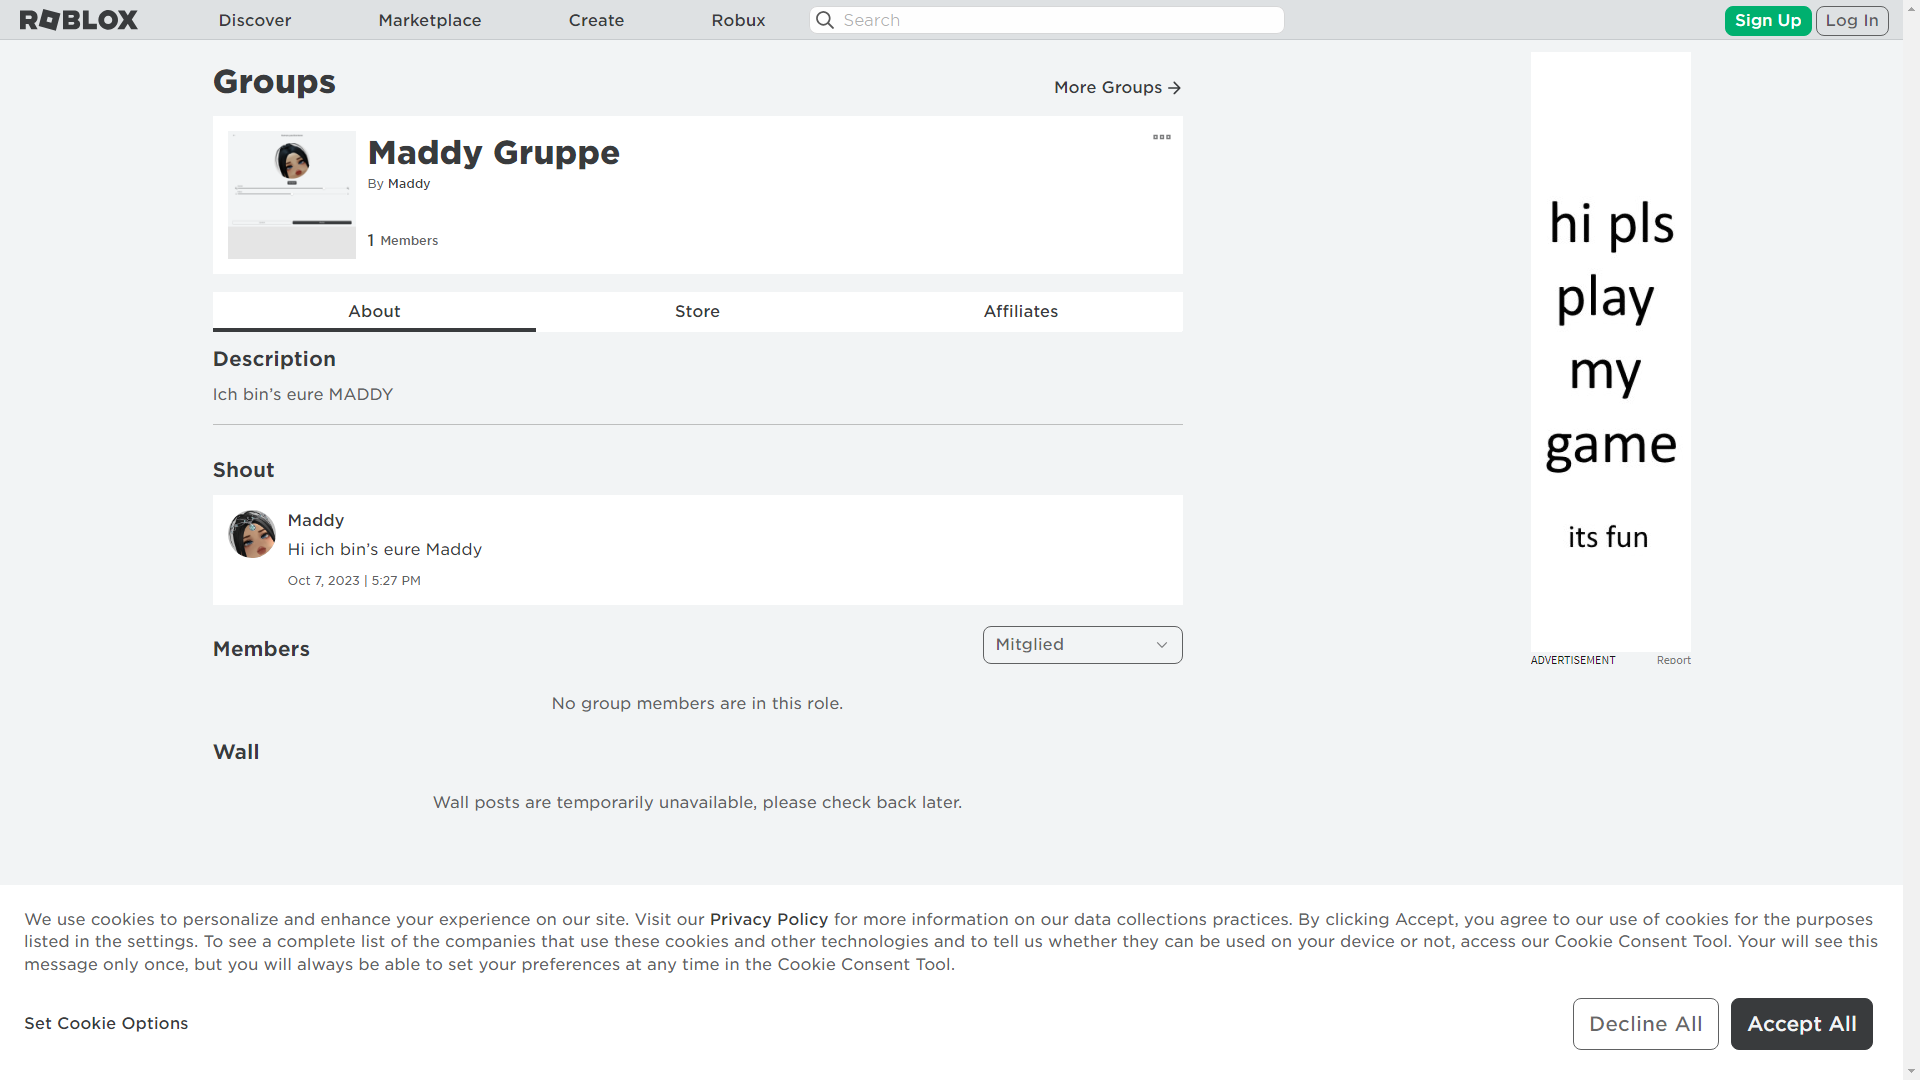 ROBLOX
Discover
Marketplace
Create
Robux
Search
Sign Up
Log In
Groups
More Groups
Maddy Gruppe
By Maddy
1 Members
About
Store
Affiliates
Description
Ich bin’s eure MADDY
Shout
Maddy
Hi ich bin’s eure Maddy
Oct 7, 2023 | 5:27 PM
Members
Mitglied
No group members are in this role.
Wall
Wall posts are temporarily unavailable, please check back later.
hi pls
play
my
game
its fun
ADVERTISEMENT
Report
We use cookies to personalize and enhance your experience on our site. Visit our Privacy Policy for more information on our data collections practices. By clicking Accept, you agree to our use of cookies for the purposes
listed in the settings. To see a complete list of the companies that use these cookies and other technologies and to tell us whether they can be used on your device or not, access our Cookie Consent Tool. Your will see this
message only once, but you will always be able to set your preferences at any time in the Cookie Consent Tool.
Set Cookie Options
Decline All
Accept All